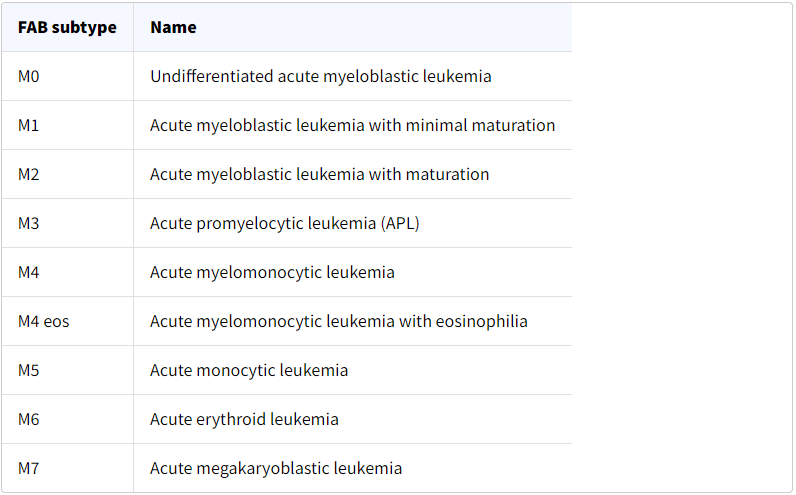 FAB subtype Name
M0 Undifferentiated acute myeloblastic leukemia
M1 Acute myeloblastic leukemia with minimal maturation
M2 Acute myeloblastic leukemia with maturation
M3 Acute promyelocytic leukemia (APL)
M4 Acute myelomonocytic leukemia
M4 eos Acute myelomonocytic leukemia with eosinophilia
M5 Acute monocytic leukemia
M6 Acute erythroid leukemia
M7 Acute megakaryoblastic leukemia